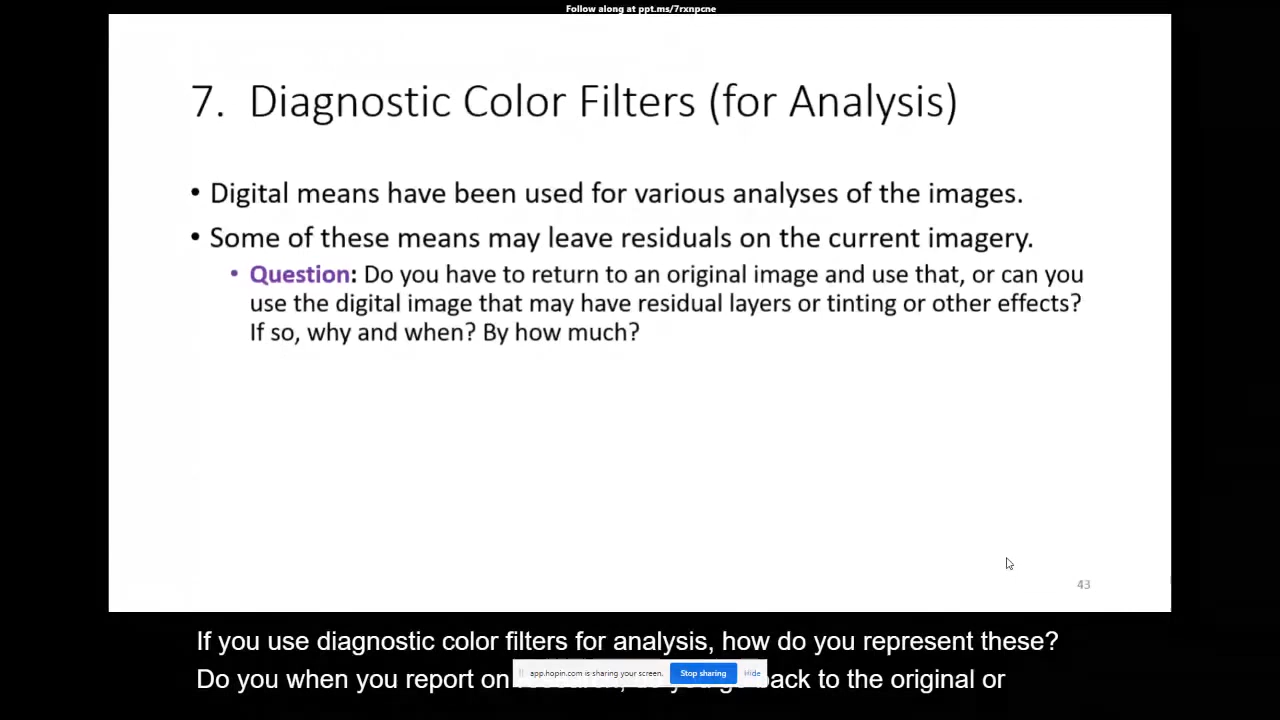 Follow along at ppt.ms/7rxnpcne
7. Diagnostic Color Filters (for Analysis)
• Digital means have been used for various analyses of the images.
• Some of these means may leave residuals on the current imagery.
• Question: Do you have to return to an original image and use that, or can you
use the digital image that may have residual layers or tinting or other effects?
If so, why and when? By how much?
43
If you use diagnostic color filters for analysis, how do you represent these?
Do you when you report on back to the original or
app.hopin.com is sharing your screen. Stop sharing Hide